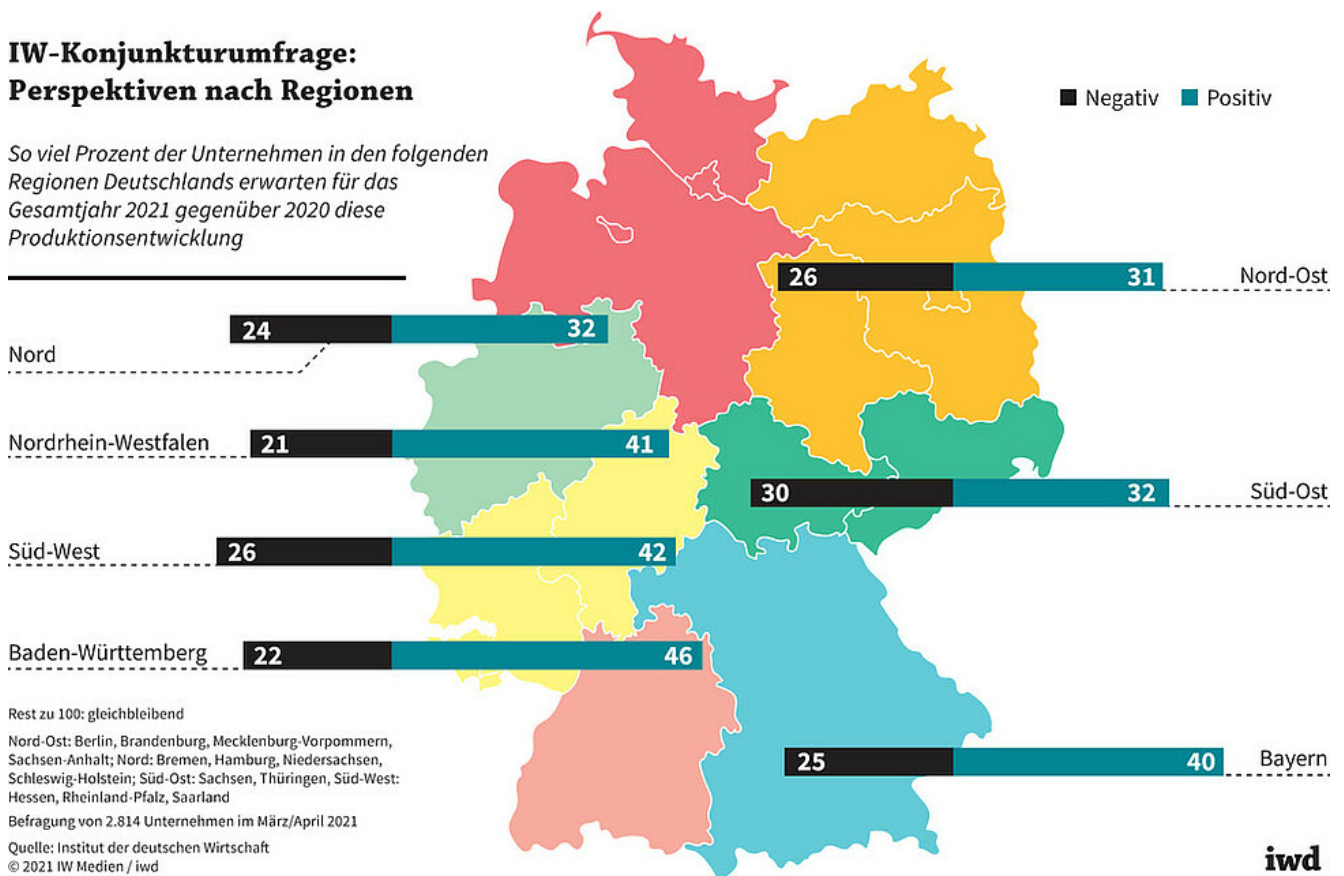 IW-Konjunkturumfrage:
Perspektiven nach Regionen
So viel Prozent der Unternehmen in den folgenden
Regionen Deutschlands erwarten für das
Gesamtjahr 2021 gegenüber 2020 diese
Produktionsentwicklung
Negativ Positiv
26 31 Nord-Ost
Nord 24 32
Nordrhein-Westfalen 21 41
30 32 Süd-Ost
Süd-West 26 42
Baden-Württemberg 22 46
25 40 Bayern
Rest zu 100: gleichbleibend
Nord-Ost: Berlin, Brandenburg, Mecklenburg-Vorpommern,
Sachsen-Anhalt; Nord: Bremen, Hamburg, Niedersachsen,
Schleswig-Holstein; Süd-Ost: Sachsen, Thüringen, Süd-West:
Hessen, Rheinland-Pfalz, Saarland
Befragung von 2.814 Unternehmen im März/April 2021
Quelle: Institut der deutschen Wirtschaft
© 2021 IW Medien / iwd
iwd